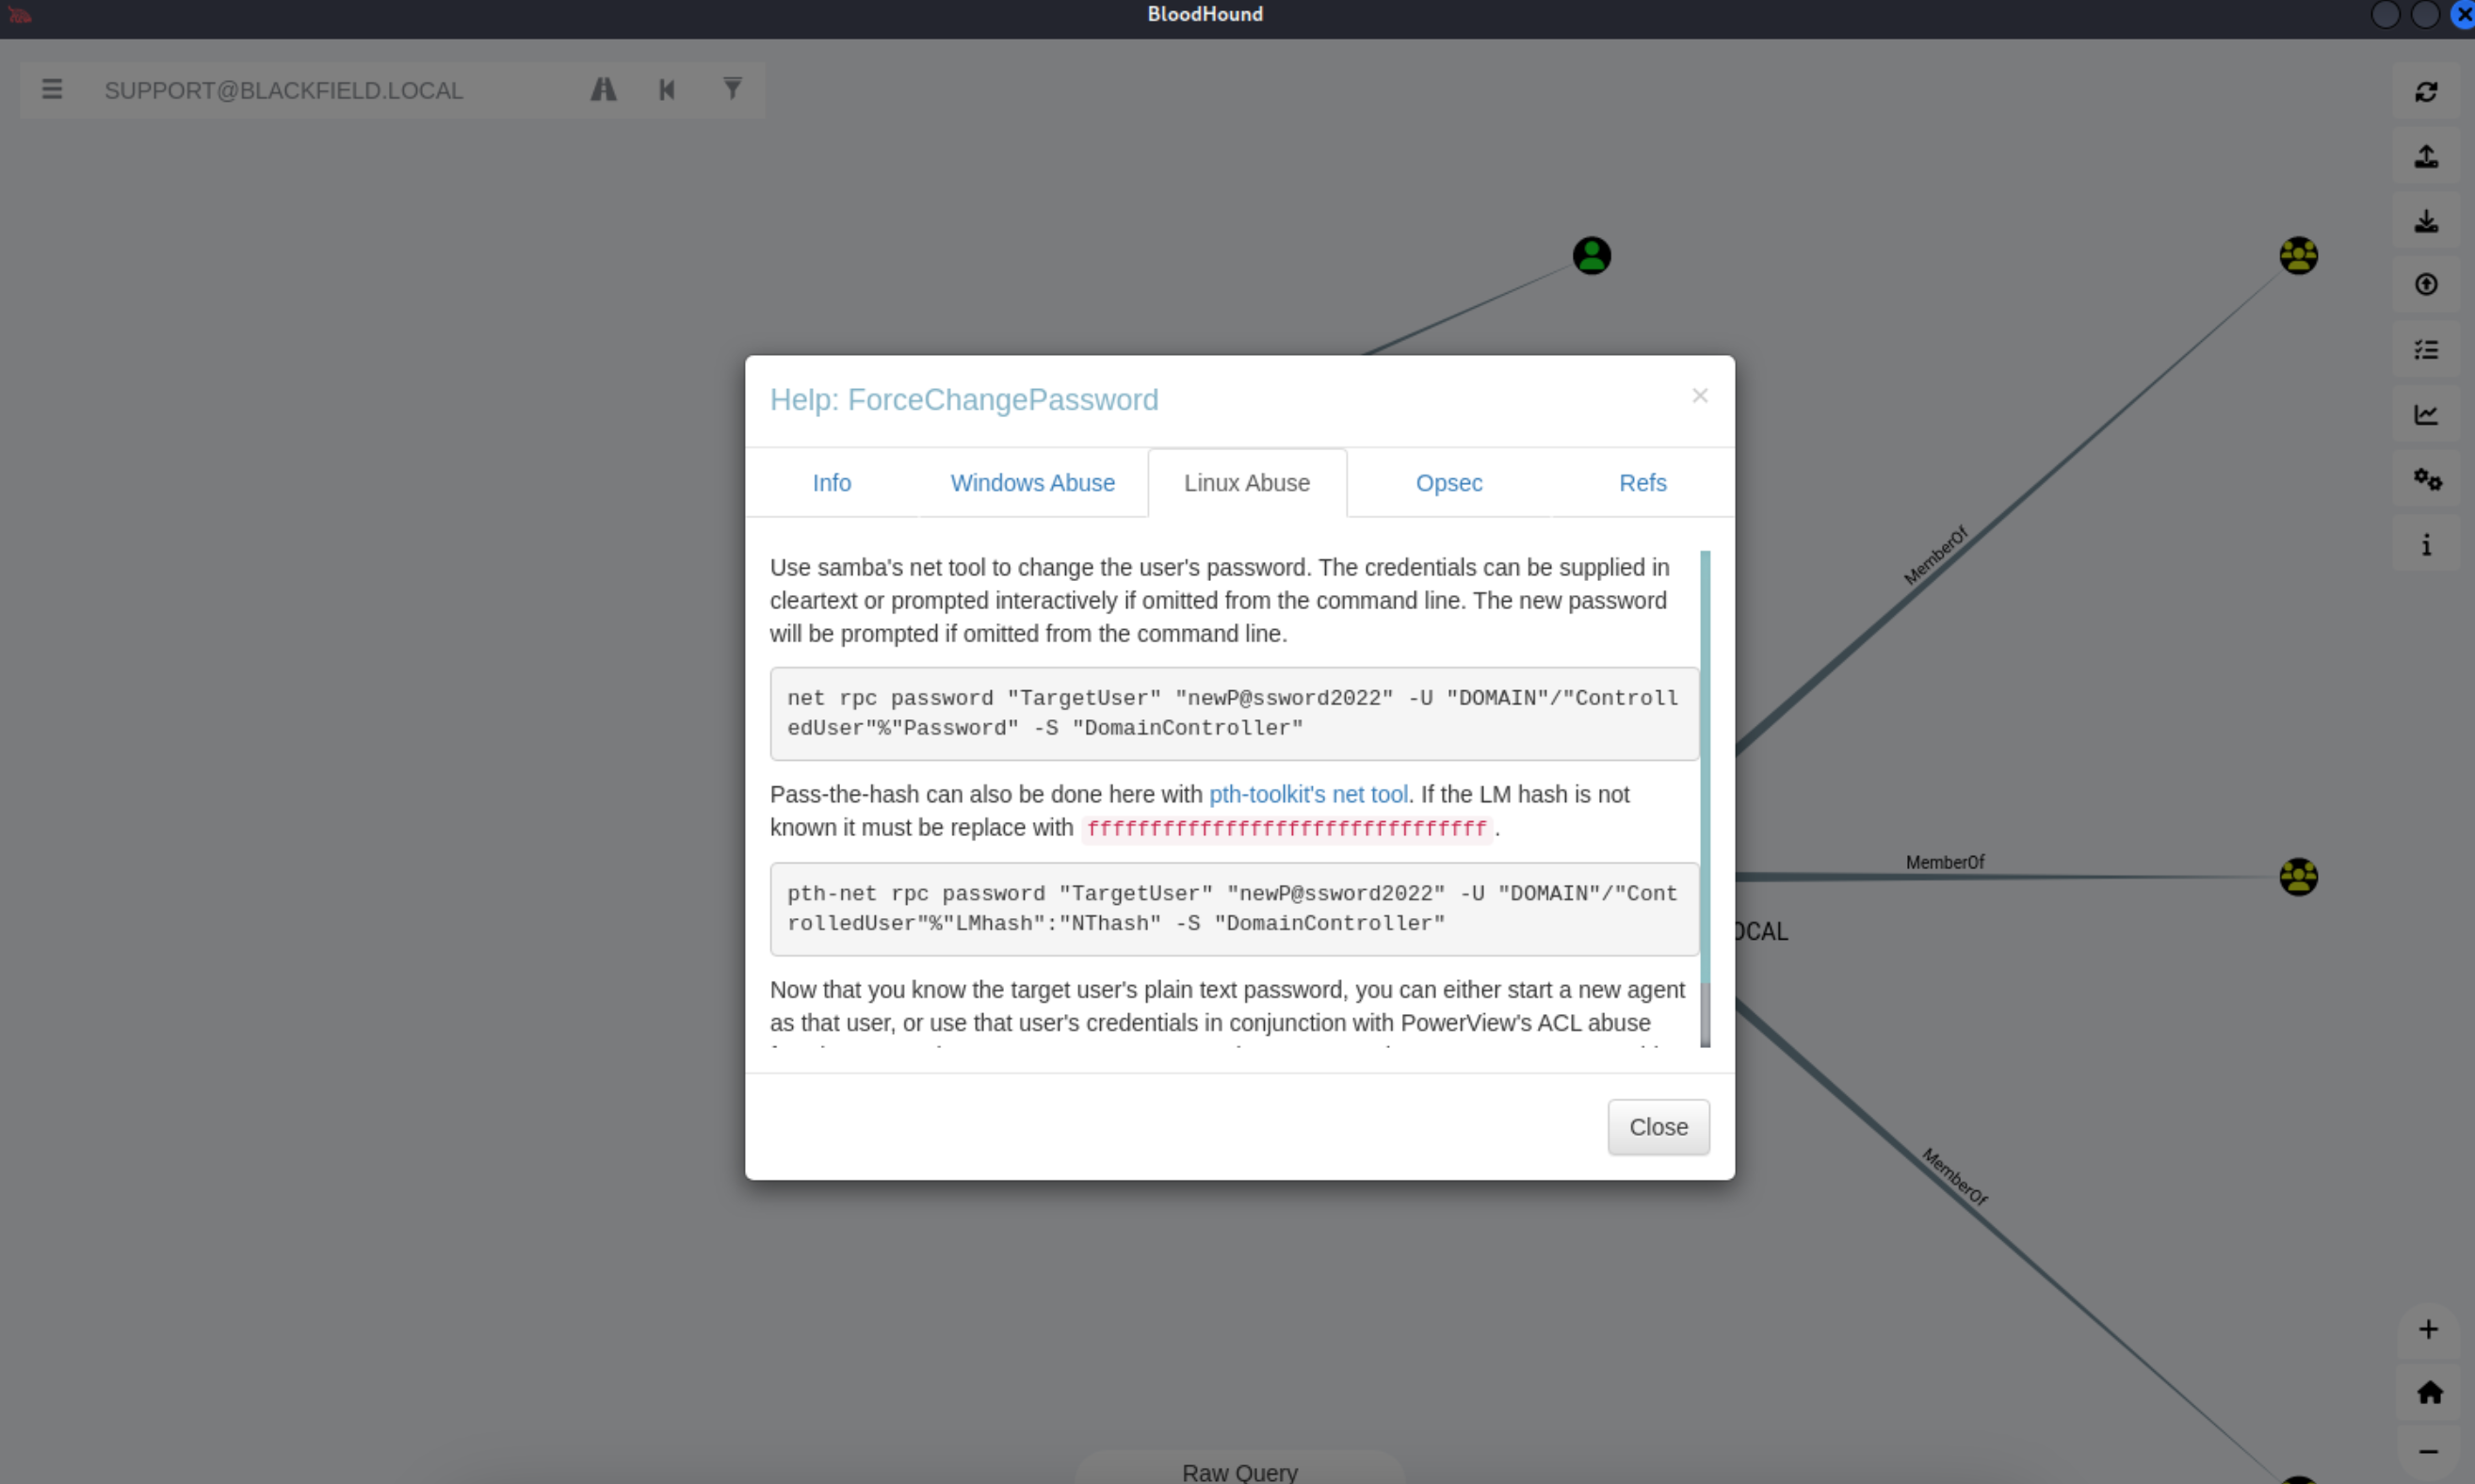 BloodHound
SUPPORT@BLACKFIELD.LOCAL
Help: ForceChangePassword
×
Info
Windows Abuse
Linux Abuse
Opsec
Refs
Use samba's net tool to change the user's password. The credentials can be supplied in
cleartext or prompted interactively if omitted from the command line. The new password
will be prompted if omitted from the command line.
net rpc password "TargetUser" "newP@ssword2022" -U "DOMAIN"/"Controll
edUser"%"Password" -S "DomainController"
Pass-the-hash can also be done here with pth-toolkit's net tool. If the LM hash is not
known it must be replace with ffffffffffffffffffffffffffffffff.
pth-net rpc password "TargetUser" "newP@ssword2022" -U "DOMAIN"/"Cont
rolledUser"%"LMhash":"NThash" -S "DomainController"
Now that you know the target user's plain text password, you can either start a new agent
as that user, or use that user's credentials in conjunction with PowerView's ACL abuse
Close
MemberOf
MemberOf
OCAL
MemberOf
Raw Query